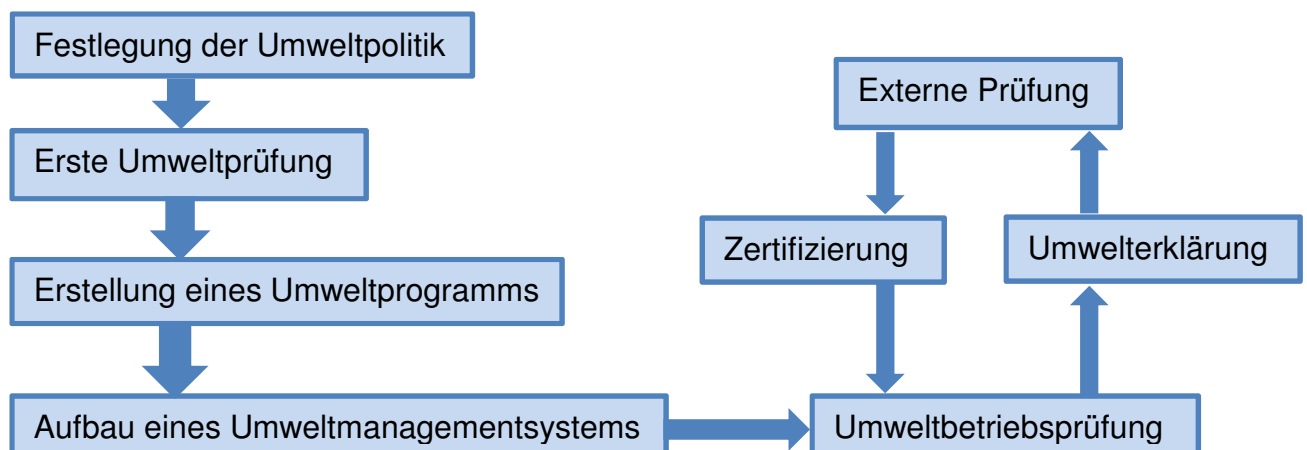 Festlegung der Umweltpolitik
Erste Umweltprüfung
Erstellung eines Umweltprogramms
Aufbau eines Umweltmanagementsystems
Umweltbetriebsprüfung
Umwelterklärung
Externe Prüfung
Zertifizierung